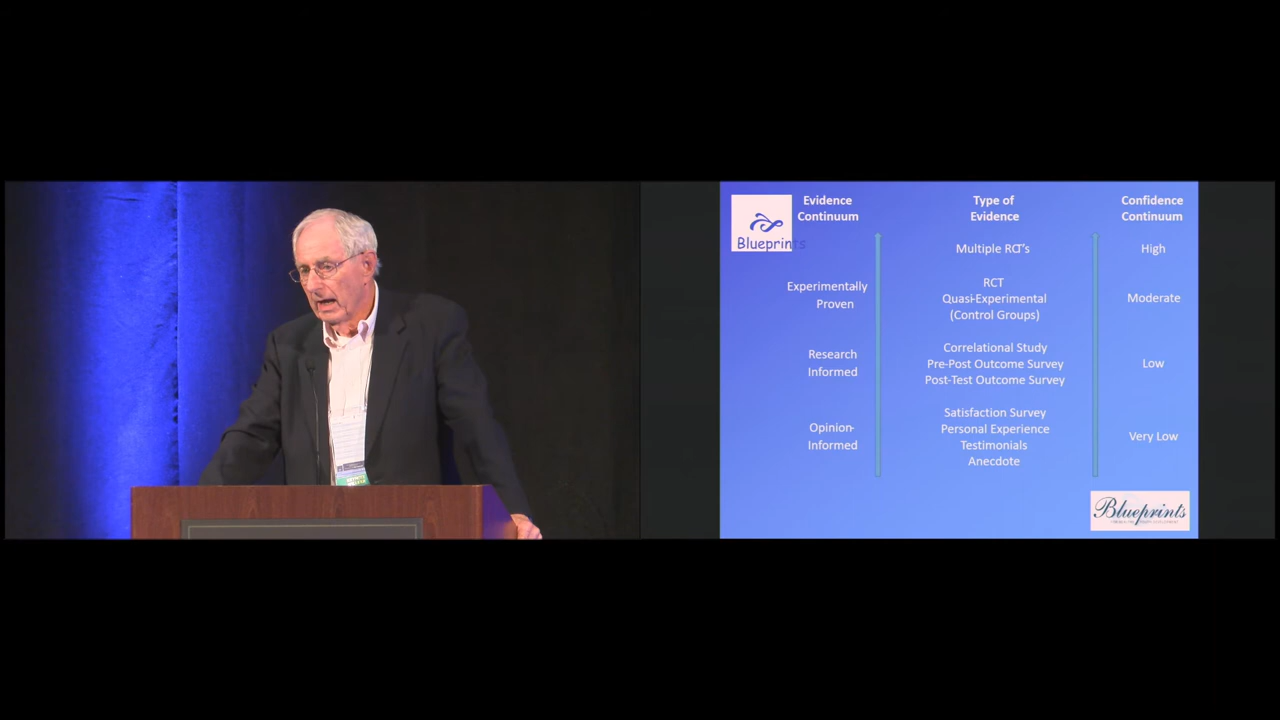 Blueprints
Evidence
Continuum
Type of
Evidence
Confidence
Continuum
Multiple RCT's
High
Experimentally
Proven
RCT
Quasi-Experimental
(Control Groups)
Moderate
Research
Informed
Correlational Study
Pre-Post Outcome Survey
Post-Test Outcome Survey
Low
Opinion-
Informed
Satisfaction Survey
Personal Experience
Testimonials
Anecdote
Very Low
Blueprints